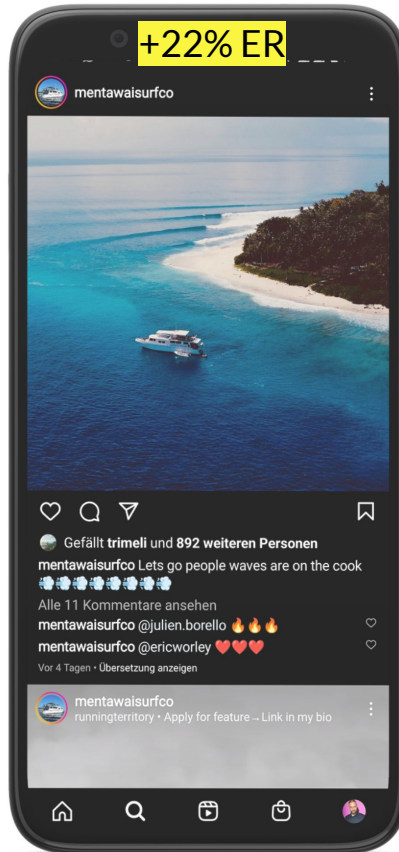 +22% ER
mentawaisurfco
Gefällt trimeli und 892 weiteren Personen
mentawaisurfco Lets go people waves are on the cook
💨💨💨💨💨💨💨
Alle 11 Kommentare ansehen
mentawaisurfco @julien.borello 🔥🔥🔥
mentawaisurfco @ericworley ❤️❤️❤️
Vor 4 Tagen • Übersetzung anzeigen
mentawaisurfco
runningterritory • Apply for feature→Link in my bio